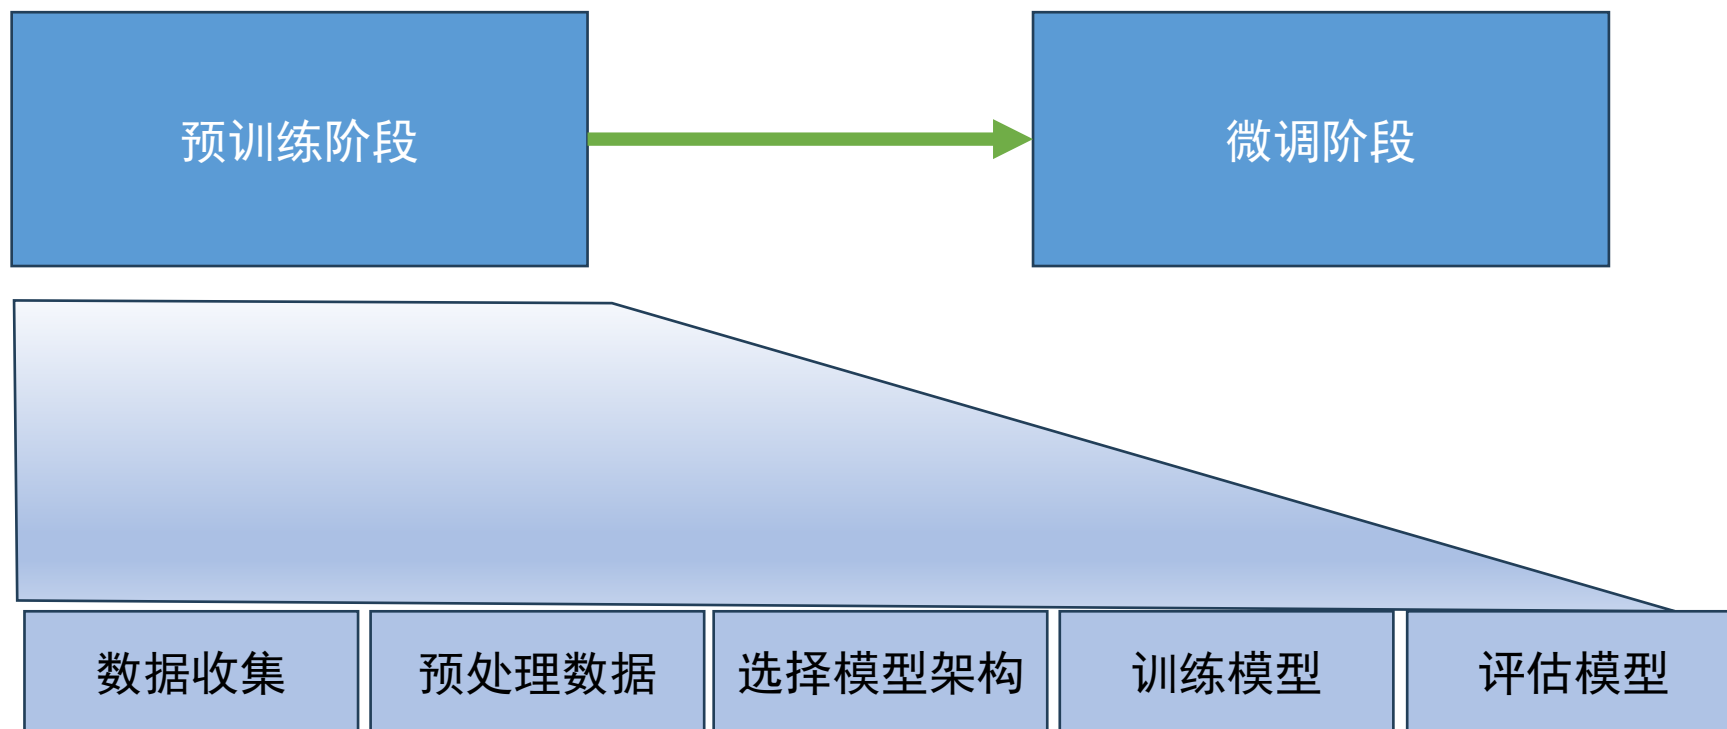 预训练阶段
微调阶段
数据收集
预处理数据
选择模型架构
训练模型
评估模型